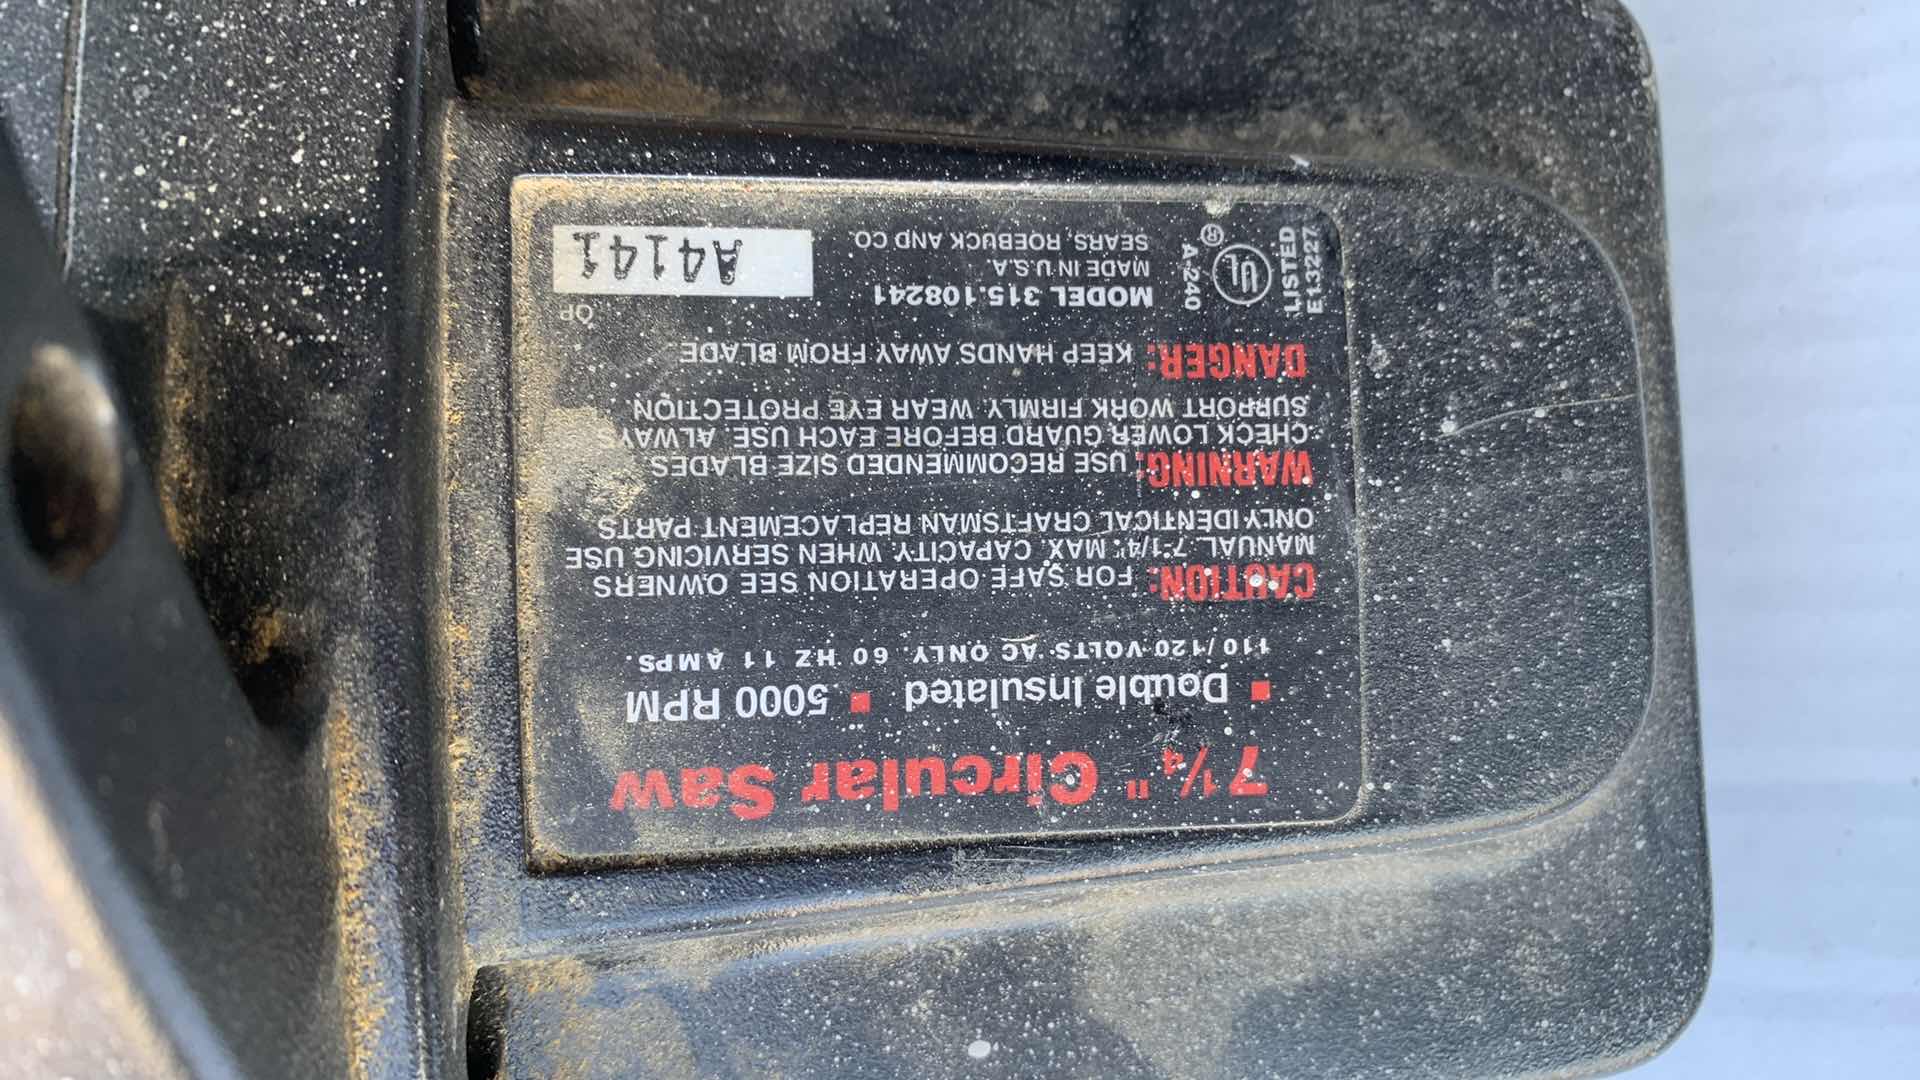 7 1/4" Circular Saw
■ Double Insulated ■ 5000 RPM
110/120 VOLTS AC ONLY. 60 HZ 11 AMPS.
CAUTION: FOR SAFE OPERATION SEE OWNERS
MANUAL. 7-1/4" MAX. CAPACITY. WHEN SERVICING USE
ONLY IDENTICAL CRAFTSMAN REPLACEMENT PARTS
WARNING: USE RECOMMENDED SIZE BLADES
CHECK LOWER GUARD BEFORE EACH USE. ALWAYS
SUPPORT WORK FIRMLY. WEAR EYE PROTECTION
DANGER: KEEP HANDS AWAY FROM BLADE
LISTED
E13227
UL
®
A-240
MODEL 315.108241
MADE IN U.S.A.
SEARS, ROEBUCK AND CO
OP
A4141